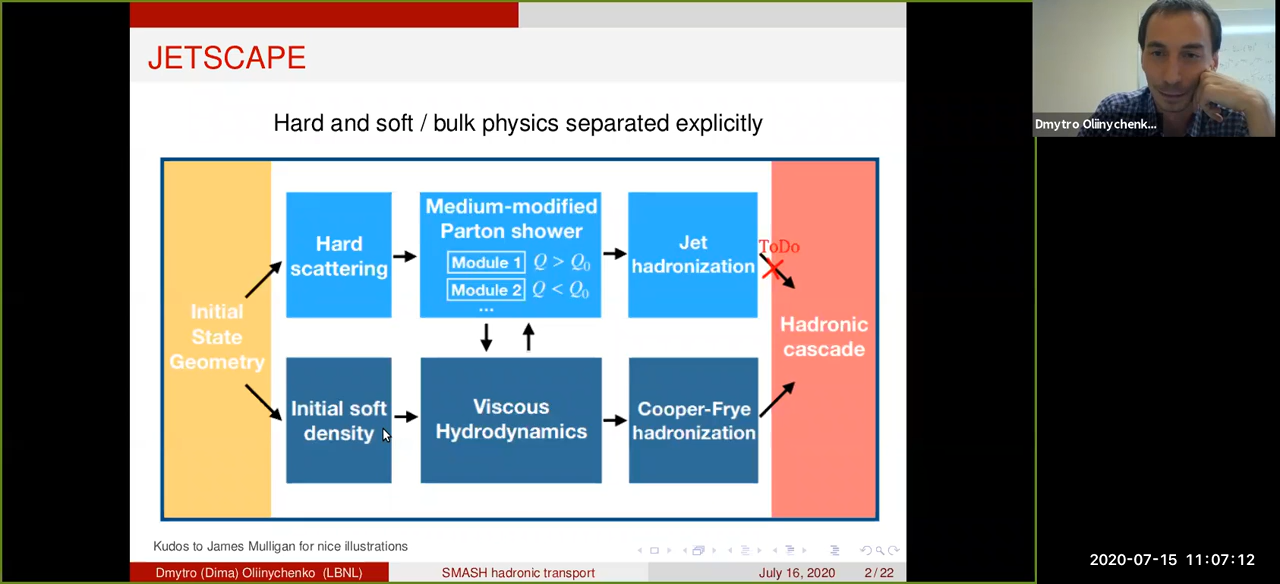 JETSCAPE
Hard and soft / bulk physics separated explicitly
Initial
State
Geometry
Hard
scattering
Medium-modified
Parton shower
Module 1 Q > Q₀
Module 2 Q < Q₀
...
Jet
hadronization
ToDo
Hadronic
cascade
Initial soft
density
Viscous
Hydrodynamics
Cooper-Frye
hadronization
Kudos to James Mulligan for nice illustrations
Dmytro (Dima) Oliinychenko (LBNL) SMASH hadronic transport July 16, 2020 2 / 22
Dmytro Oliinychenk...
2020-07-15 11:07:12